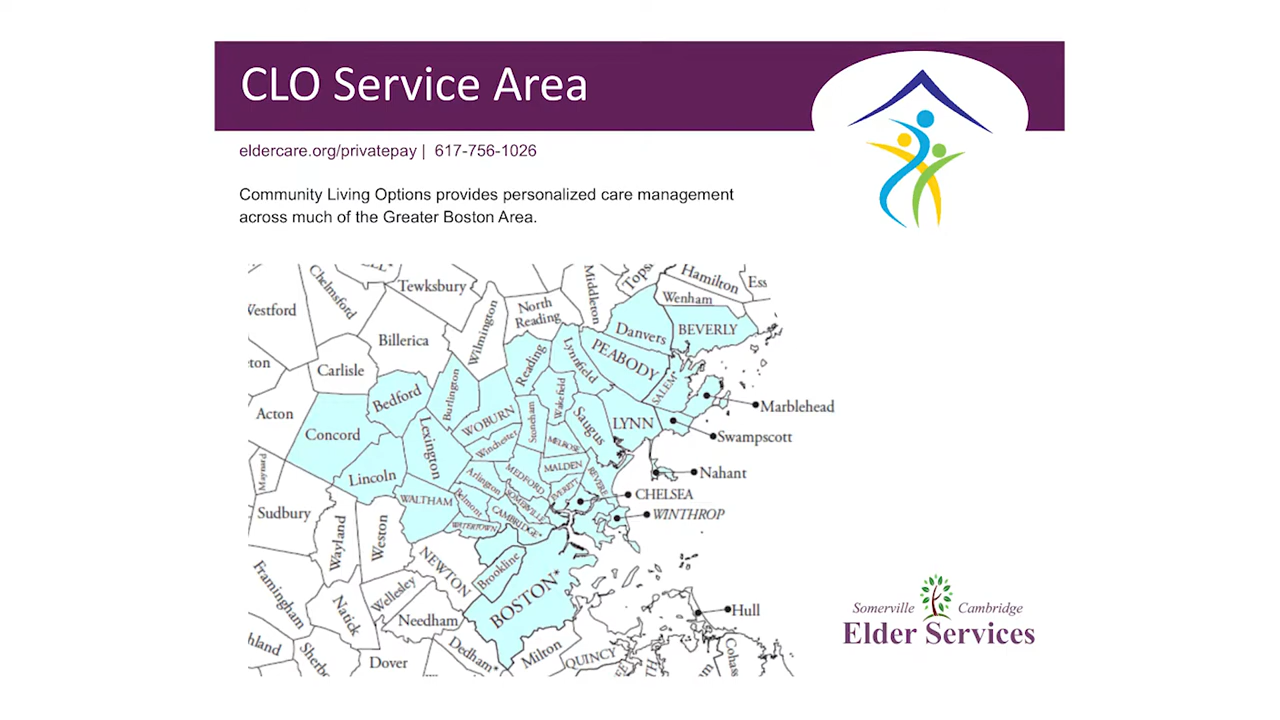 CLO Service Area
eldercare.org/privatepay | 617-756-1026
Community Living Options provides personalized care management
across much of the Greater Boston Area.
Chelmsford
Tewksbury
Middleton
Hamilton
Wenham
Wilmington
North
Reading
Billerica
Danvers
BEVERLY
Carlisle
Reading
Lynnfield
PEABODY
SALEM
Marblehead
Acton
Bedford
Burlington
WOBURN
Stoneham
Wakefield
Saugus
LYNN
Swampscott
Concord
Lexington
Winchester
MELROSE
Maynard
Lincoln
Arlington
MEDFORD
MALDEN
REVERE
Nahant
EVERETT
CHELSEA
WALTHAM
Belmont
SOMERVILLE
CAMBRIDGE*
WINTHROP
WATERTOWN
Sudbury
Wayland
Weston
NEWTON
Brookline
BOSTON*
Framingham
Natick
Wellesley
Needham
Hull
Dedham*
Milton
QUINCY
Dover
Somerville Cambridge
Elder Services